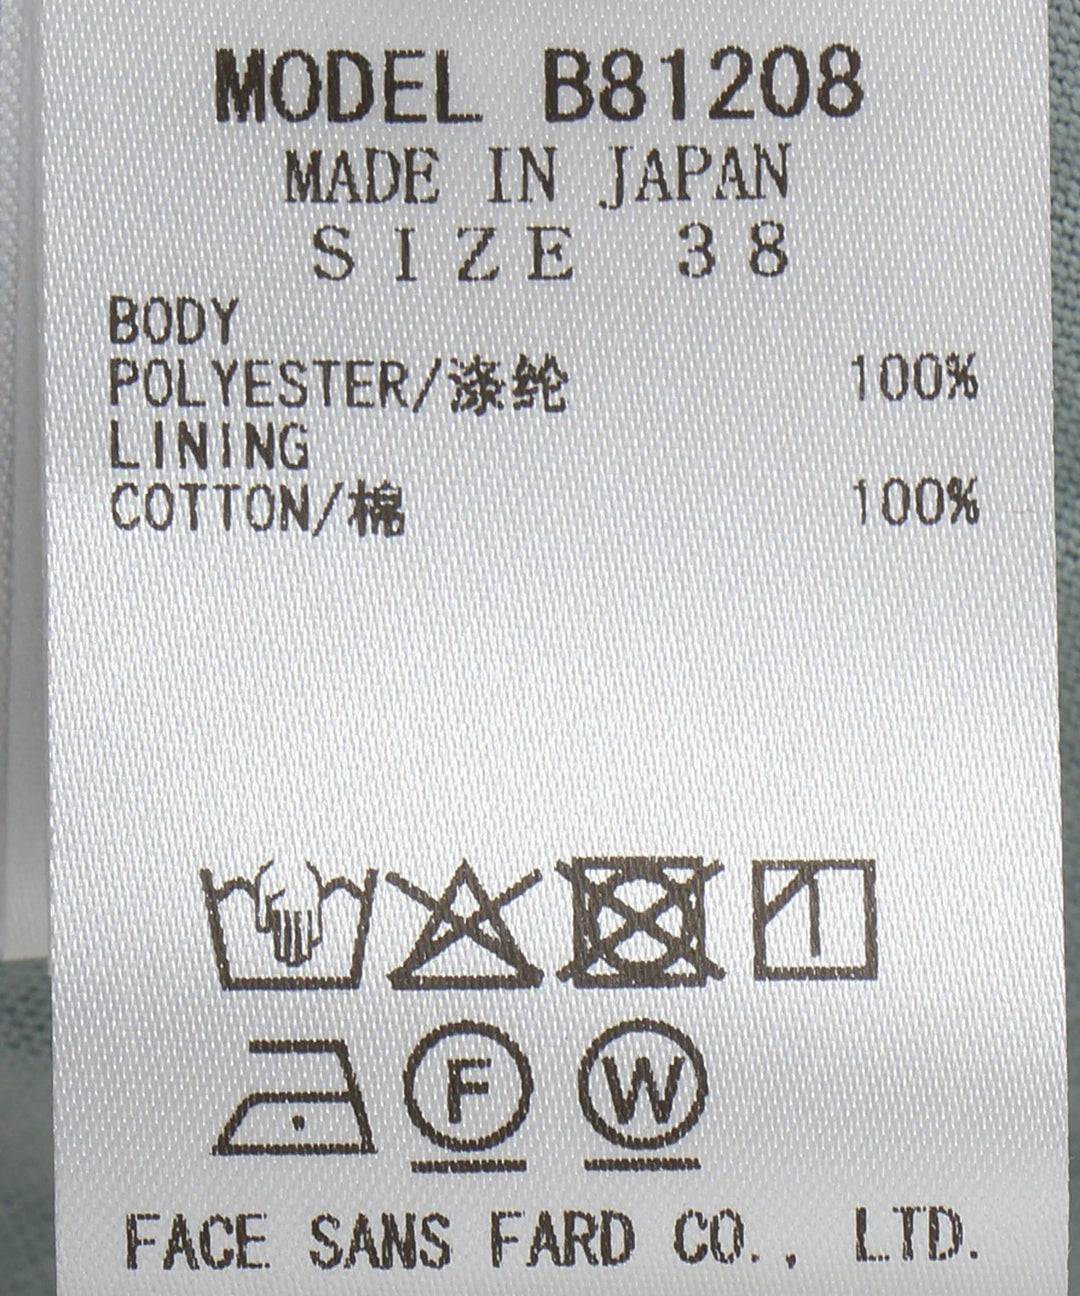 MODEL B81208
MADE IN JAPAN
SIZE 38
BODY
POLYESTER/涤纶 100%
LINING
COTTON/棉 100%
F W
FACE SANS FARD CO., LTD.